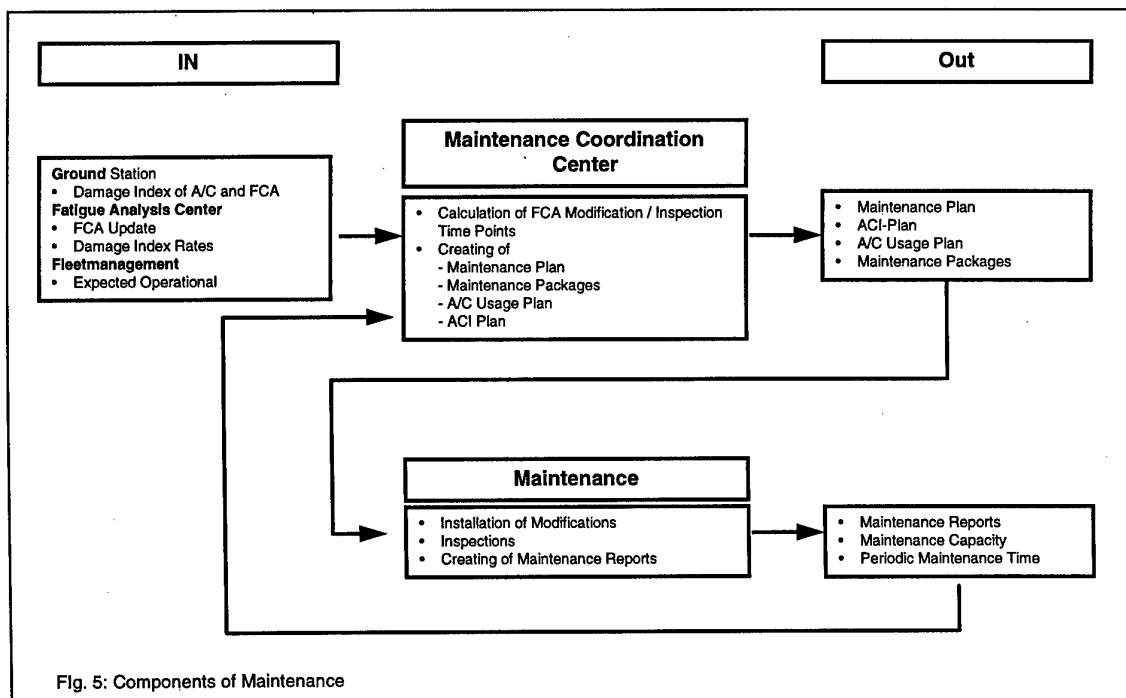 IN
Out
Maintenance Coordination
Center
Ground Station
• Damage Index of A/C and FCA
Fatigue Analysis Center
• FCA Update
• Damage Index Rates
Fleetmanagement
• Expected Operational
• Calculation of FCA Modification / Inspection
Time Points
• Creating of
- Maintenance Plan
- Maintenance Packages
- A/C Usage Plan
- ACI Plan
• Maintenance Plan
• ACI-Plan
• A/C Usage Plan
• Maintenance Packages
Maintenance
• Installation of Modifications
• Inspections
• Creating of Maintenance Reports
• Maintenance Reports
• Maintenance Capacity
• Periodic Maintenance Time
Fig. 5: Components of Maintenance